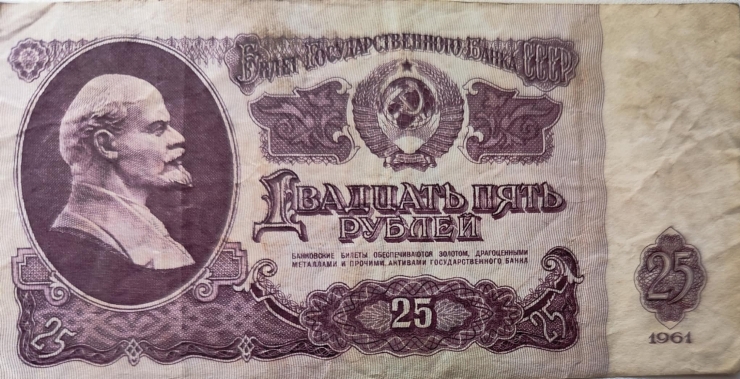 Билет Государственного Банка СССР
Двадцать пять
рублей
БАНКОВСКИЕ БИЛЕТЫ ОБЕСПЕЧИВАЮТСЯ ЗОЛОТОМ, ДРАГОЦЕННЫМИ
МЕТАЛЛАМИ И ПРОЧИМИ АКТИВАМИ ГОСУДАРСТВЕННОГО БАНКА
25
25
25
25
1961